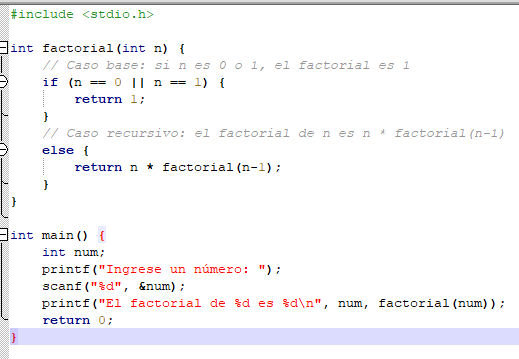 #include <stdio.h>
int factorial(int n) {
// Caso base: si n es 0 o 1, el factorial es 1
if (n == 0 || n == 1) {
return 1;
}
// Caso recursivo: el factorial de n es n * factorial(n-1)
else {
return n * factorial(n-1);
}
}
int main() {
int num;
printf("Ingrese un número: ");
scanf("%d", &num);
printf("El factorial de %d es %d\n", num, factorial(num));
return 0;
}